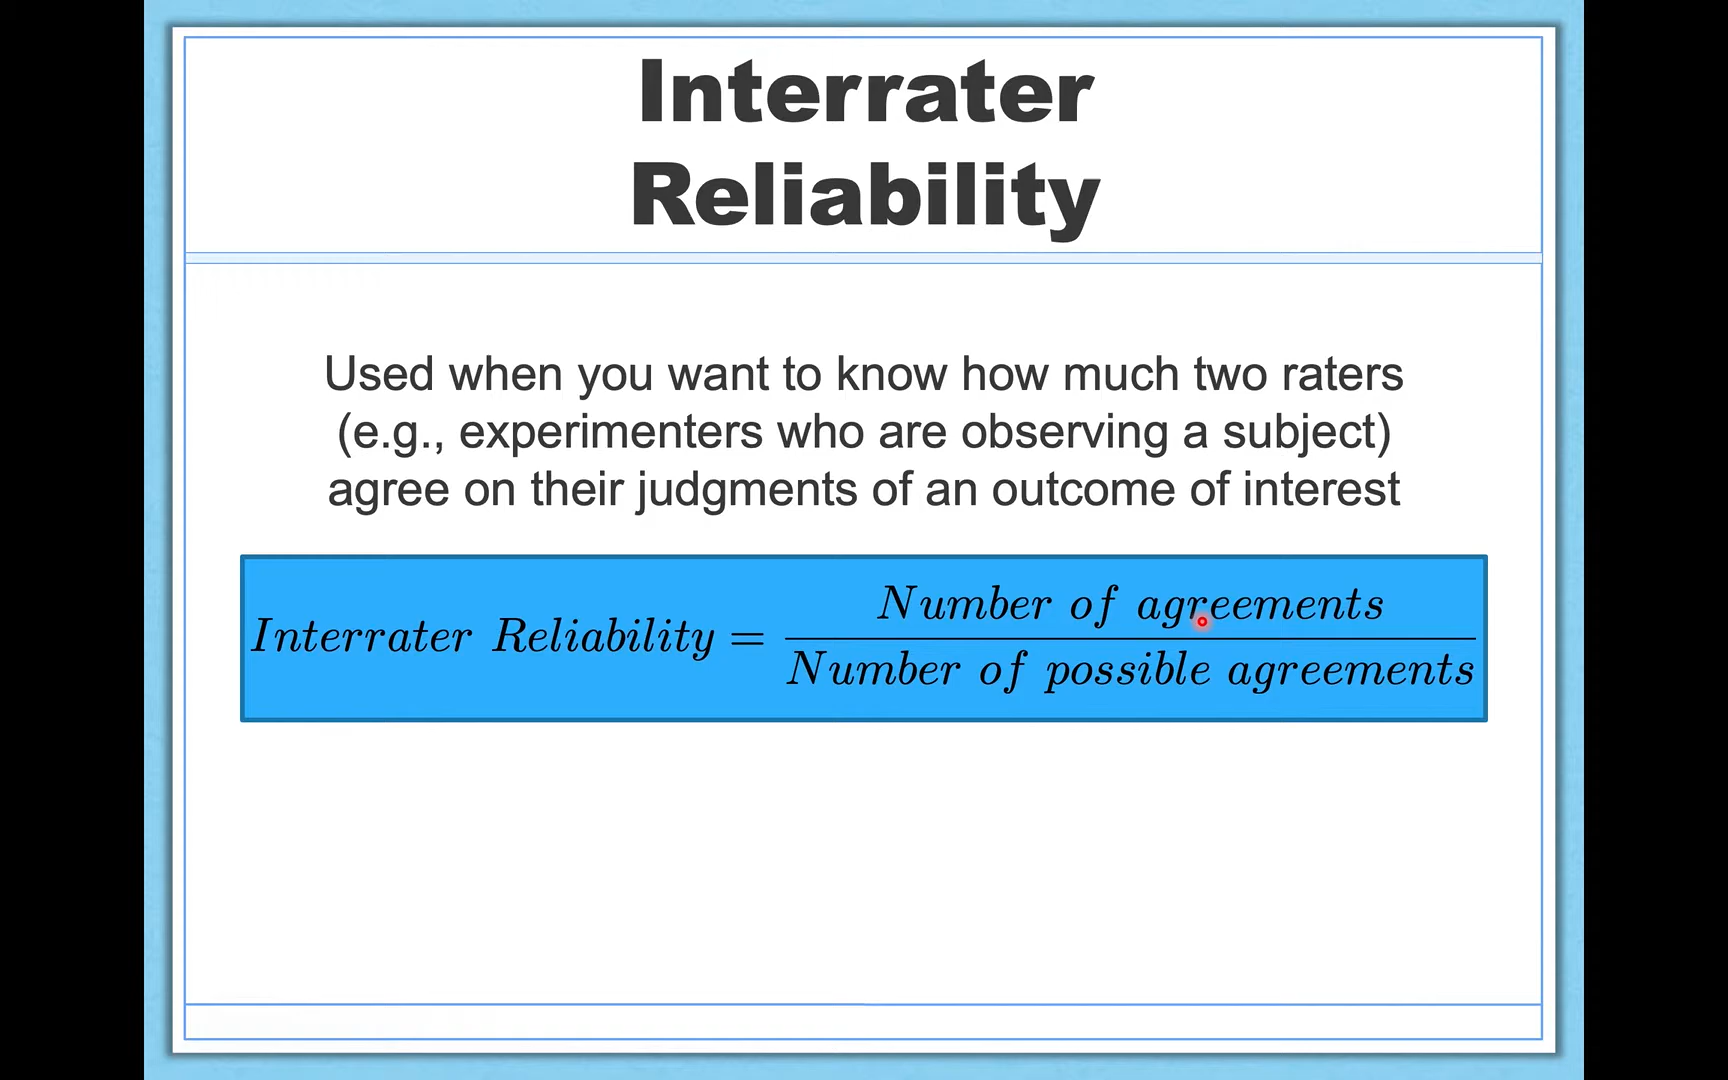 Interrater
Reliability
Used when you want to know how much two raters
(e.g., experimenters who are observing a subject)
agree on their judgments of an outcome of interest
Interrater Reliability = Number of agreements / Number of possible agreements